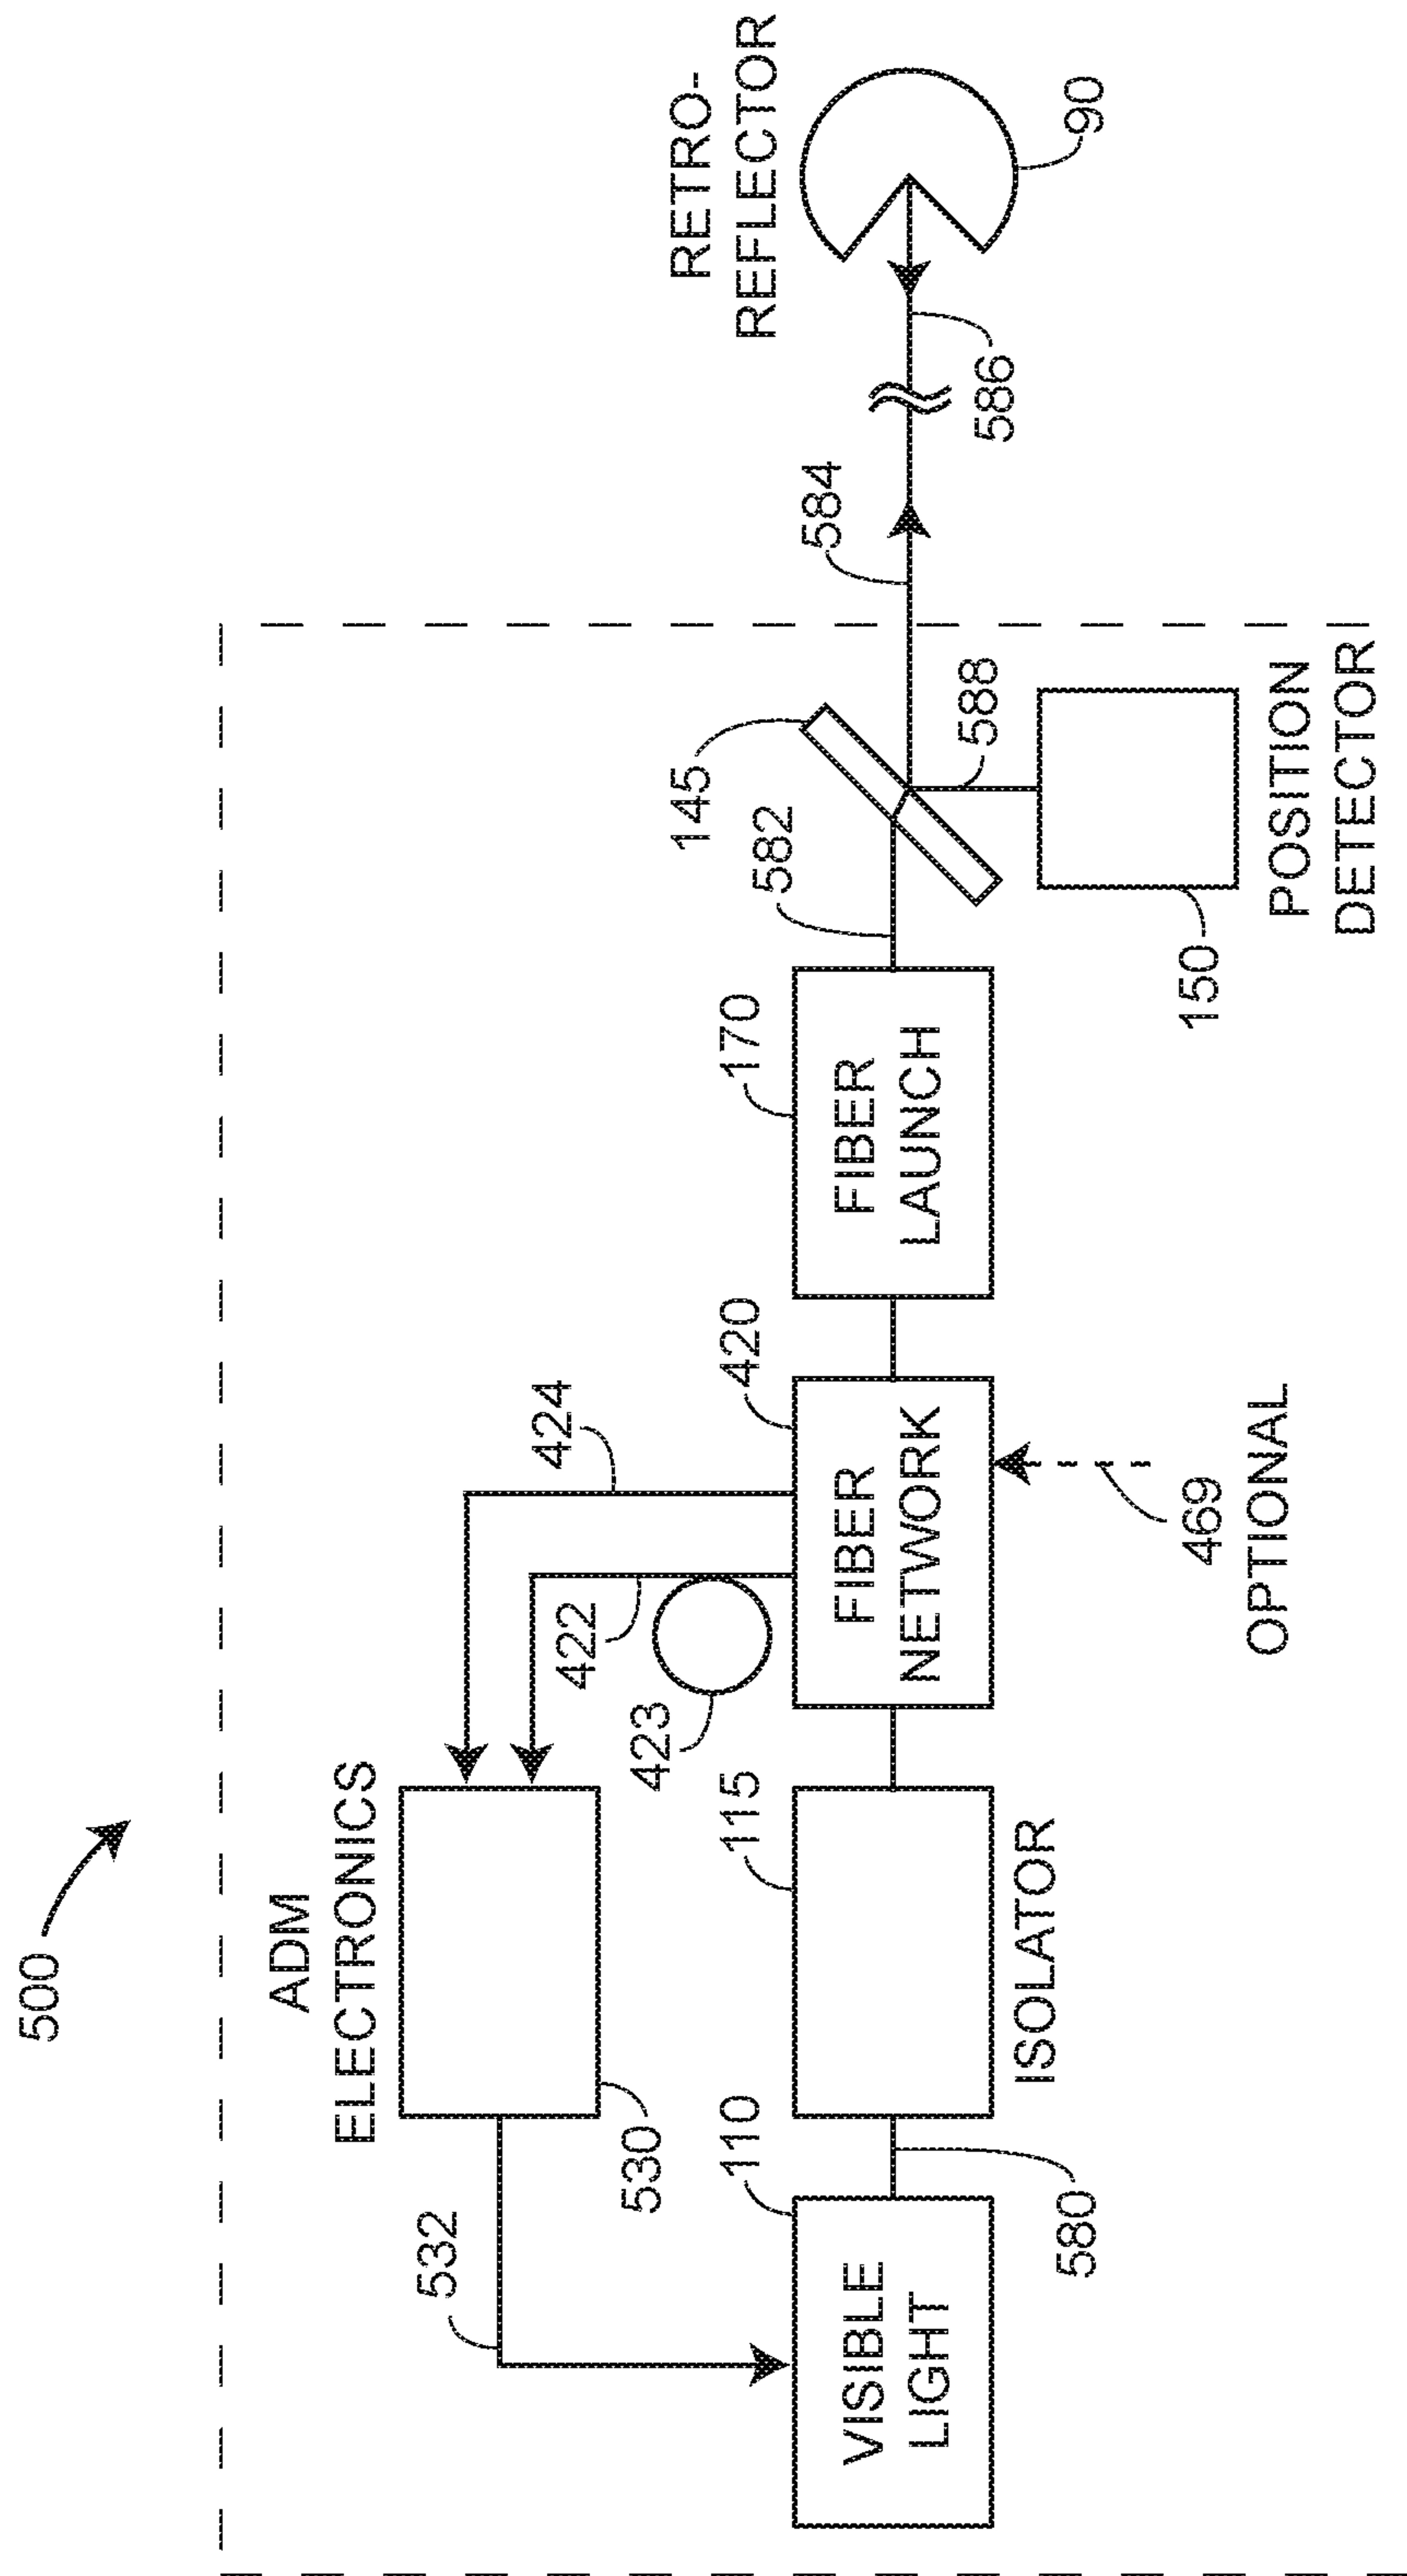 500
ADM
ELECTRONICS
532
530
424
422
423
110
115
420
170
145
582
584
RETRO-
REFLECTOR
VISIBLE
LIGHT
FIBER
NETWORK
FIBER
LAUNCH
580
ISOLATOR
469
OPTIONAL
588
150
POSITION
DETECTOR
586
90